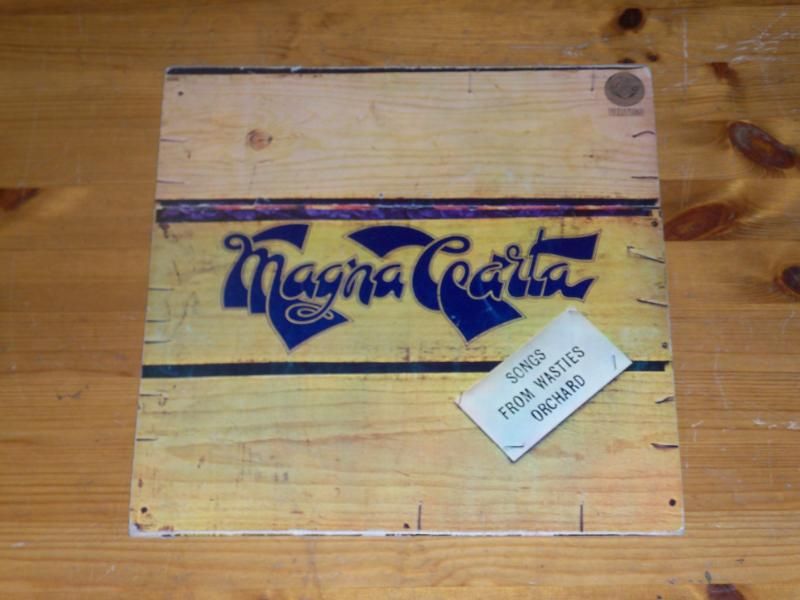 Magna Carta
SONGS
FROM WASTIES
ORCHARD